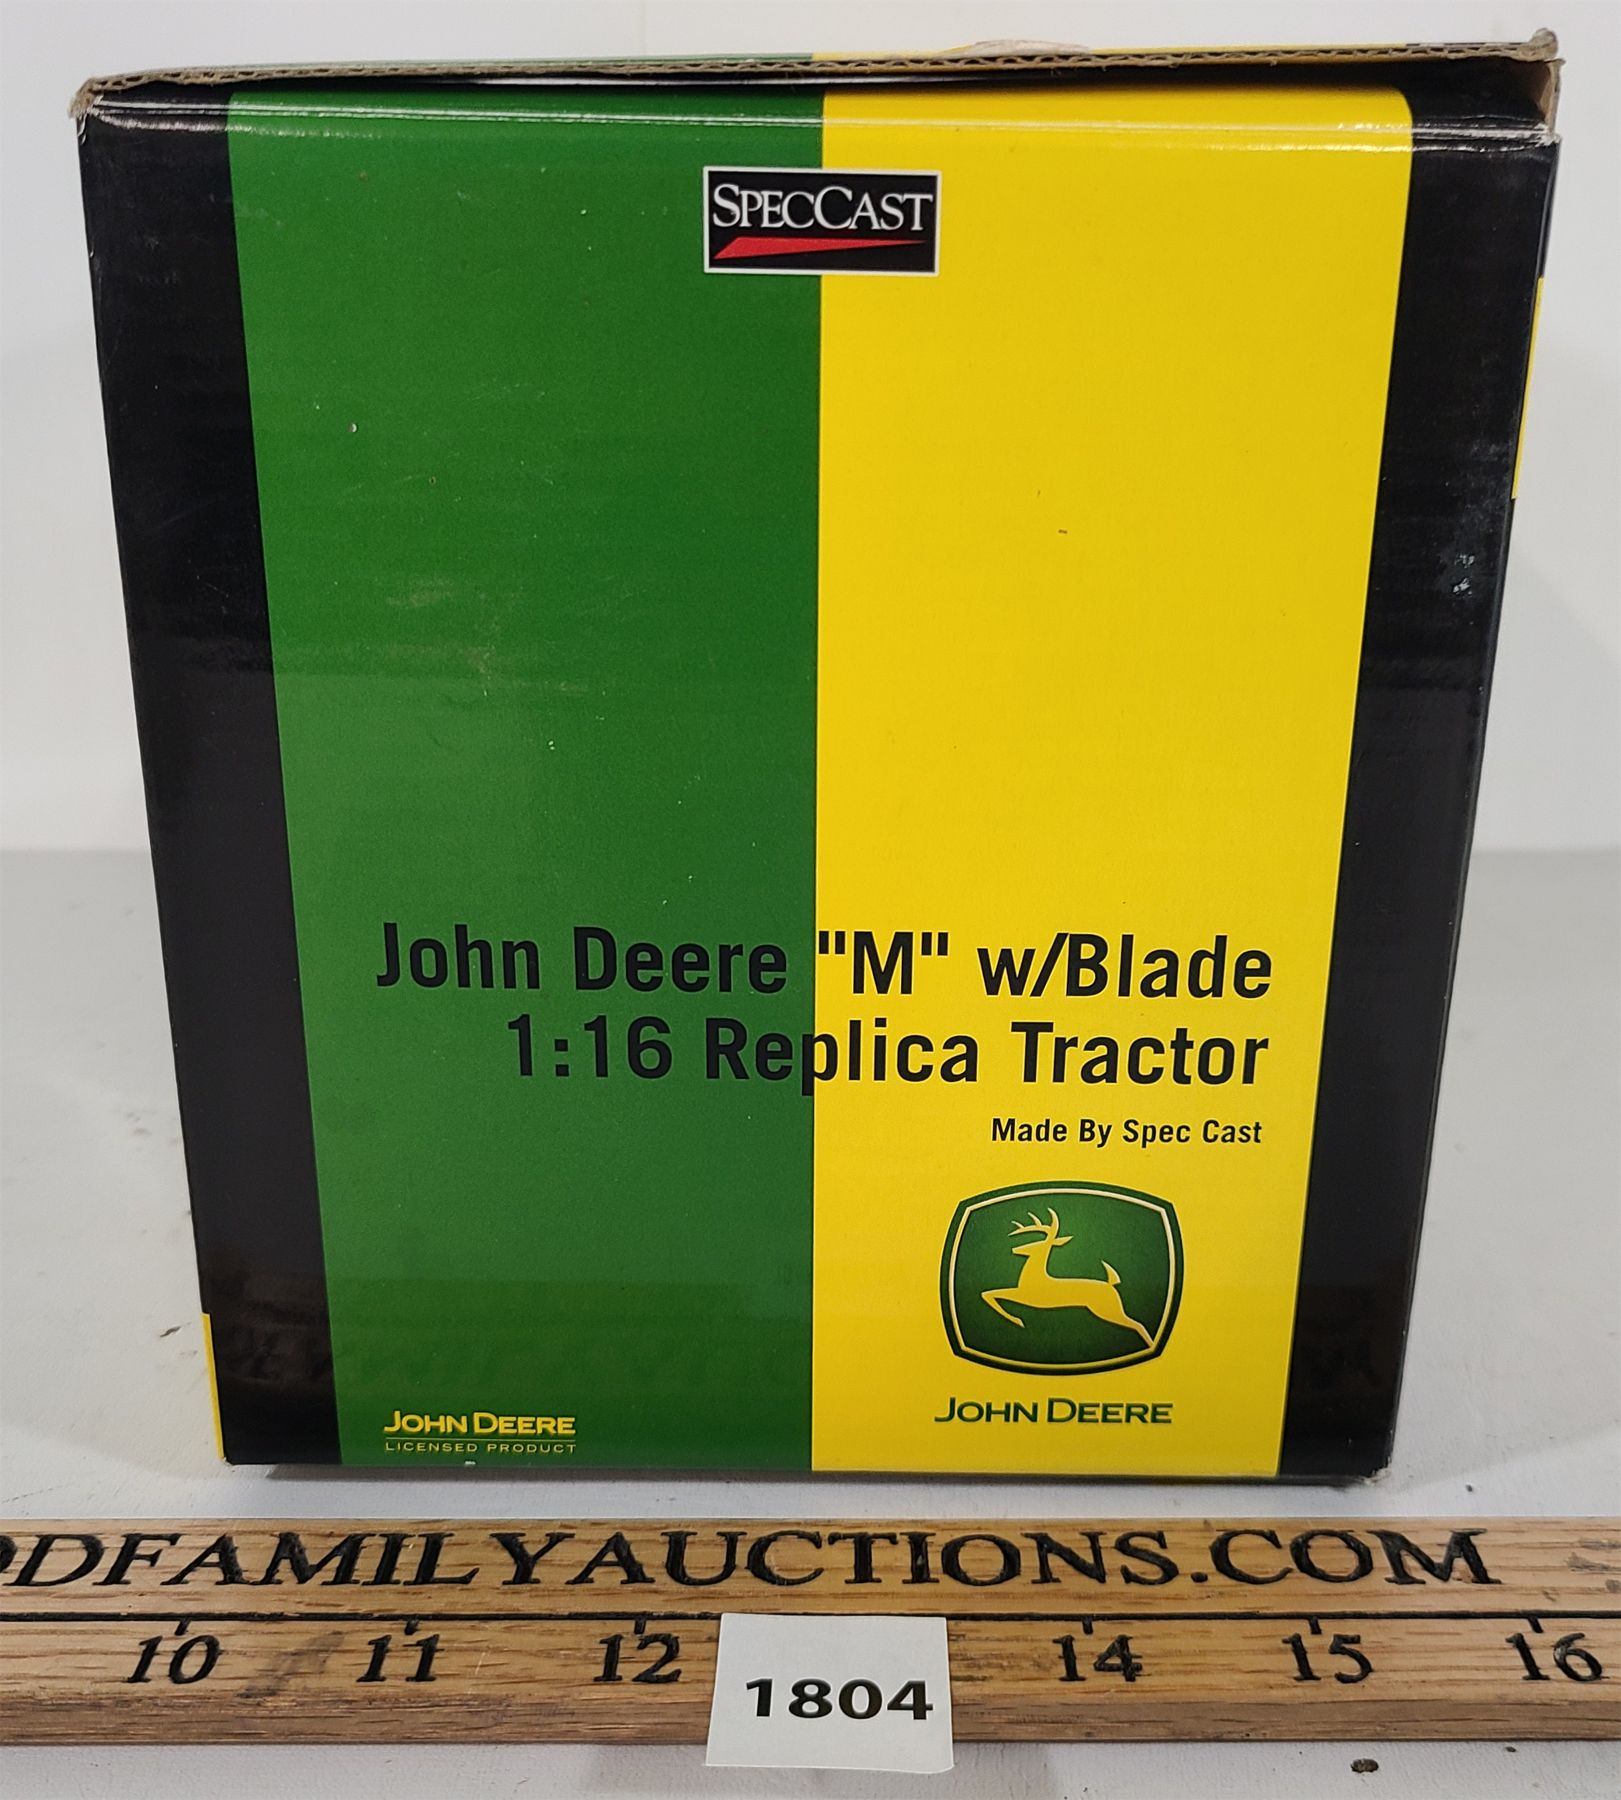 SPECCAST
John Deere "M" w/Blade
1:16 Replica Tractor
Made By Spec Cast
JOHN DEERE
JOHN DEERE
LICENSED PRODUCT
DFAMILYAUCTIONS.COM
10 11 12 14 15 16
1804